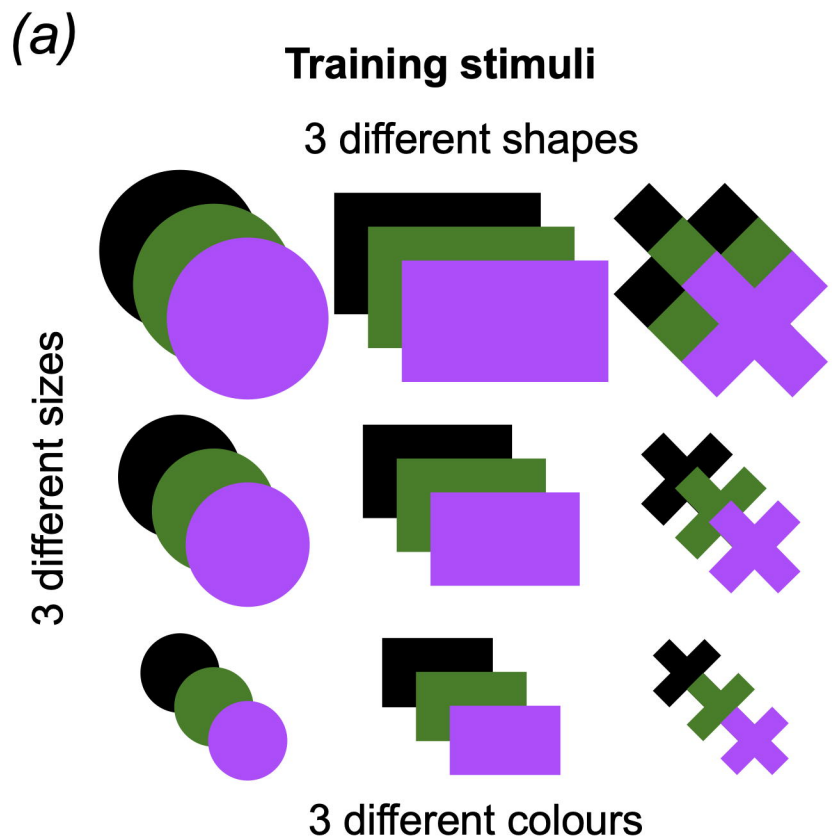 (a)
Training stimuli
3 different shapes
3 different sizes
3 different colours